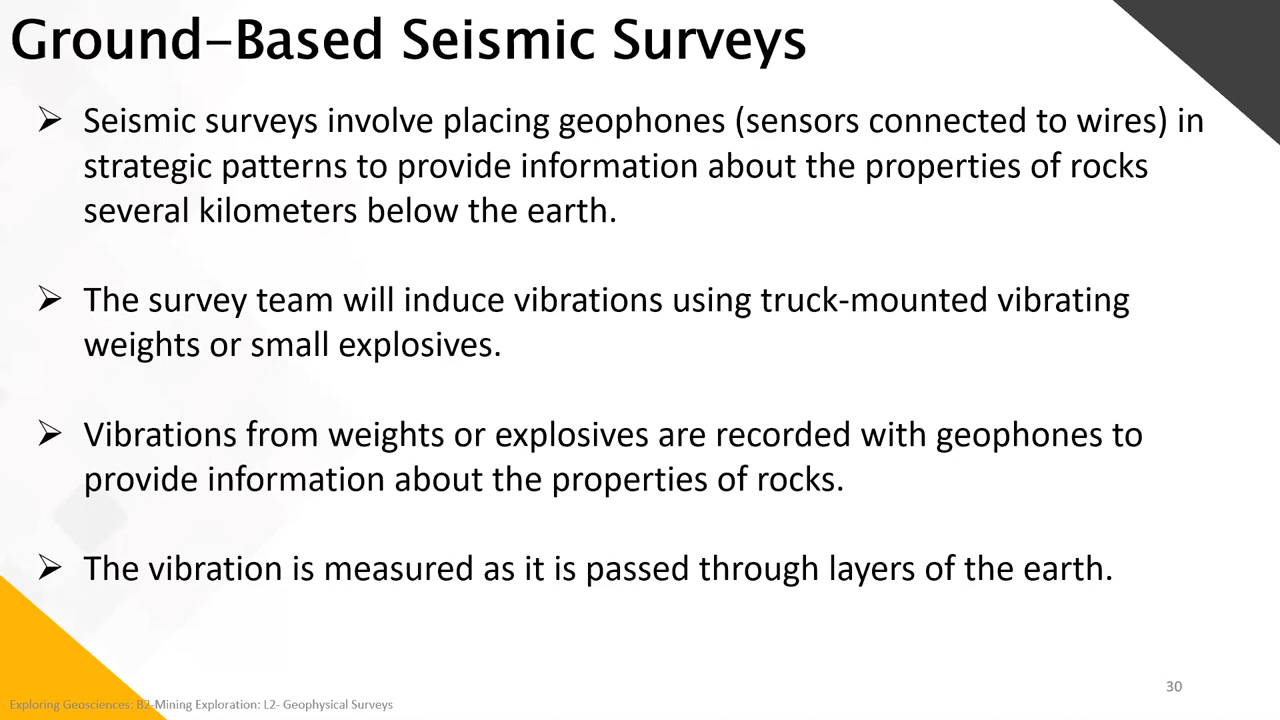 Ground-Based Seismic Surveys
➢ Seismic surveys involve placing geophones (sensors connected to wires) in
strategic patterns to provide information about the properties of rocks
several kilometers below the earth.
➢ The survey team will induce vibrations using truck-mounted vibrating
weights or small explosives.
➢ Vibrations from weights or explosives are recorded with geophones to
provide information about the properties of rocks.
➢ The vibration is measured as it is passed through layers of the earth.
30
Exploring Geosciences: B2-Mining Exploration: L2- Geophysical Surveys